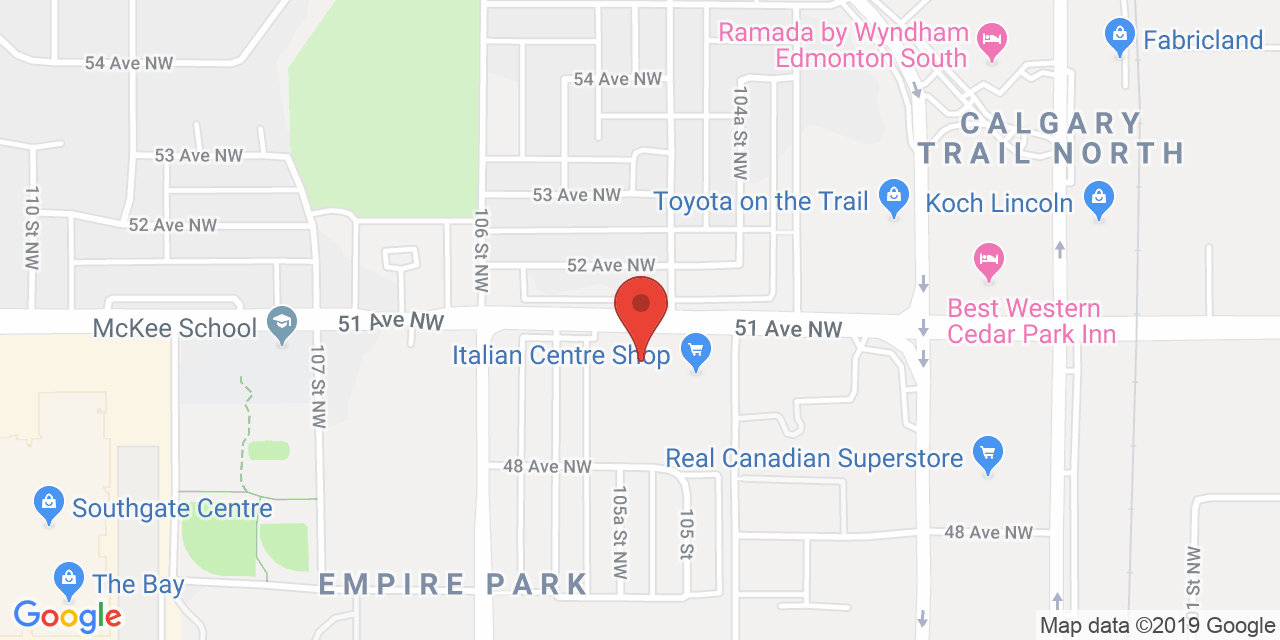 Ramada by Wyndham
Edmonton South
Fabricland
54 Ave NW
54 Ave NW
104a St NW
CALGARY
TRAIL NORTH
53 Ave NW
53 Ave NW
110 St NW
Toyota on the Trail
Koch Lincoln
52 Ave NW
106 St NW
52 Ave NW
Best Western
Cedar Park Inn
McKee School
51 Ave NW
51 Ave NW
Italian Centre Shop
107 St NW
48 Ave NW
Real Canadian Superstore
Southgate Centre
105a St NW
105 St
48 Ave NW
The Bay
EMPIRE PARK
01 St NW
Google
Map data ©2019 Google